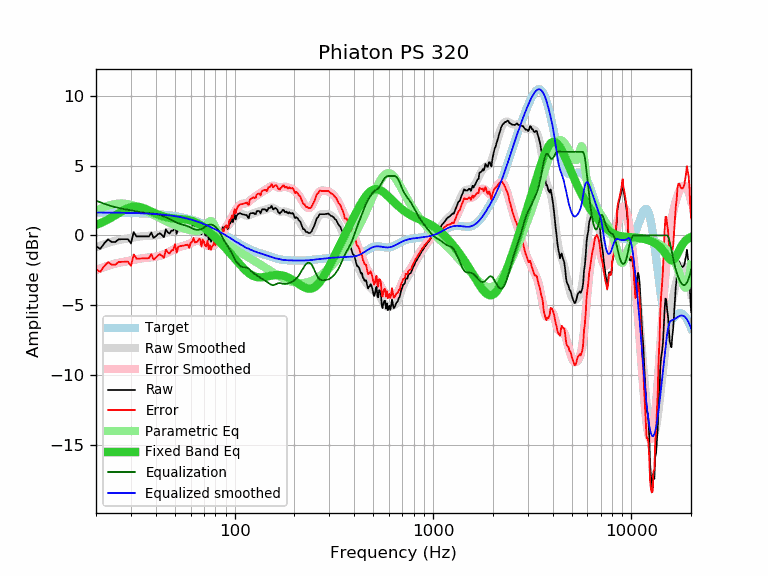 Phiaton PS 320
Amplitude (dBr)
10
5
0
−5
−10
−15
Target
Raw Smoothed
Error Smoothed
Raw
Error
Parametric Eq
Fixed Band Eq
Equalization
Equalized smoothed
100
1000
10000
Frequency (Hz)